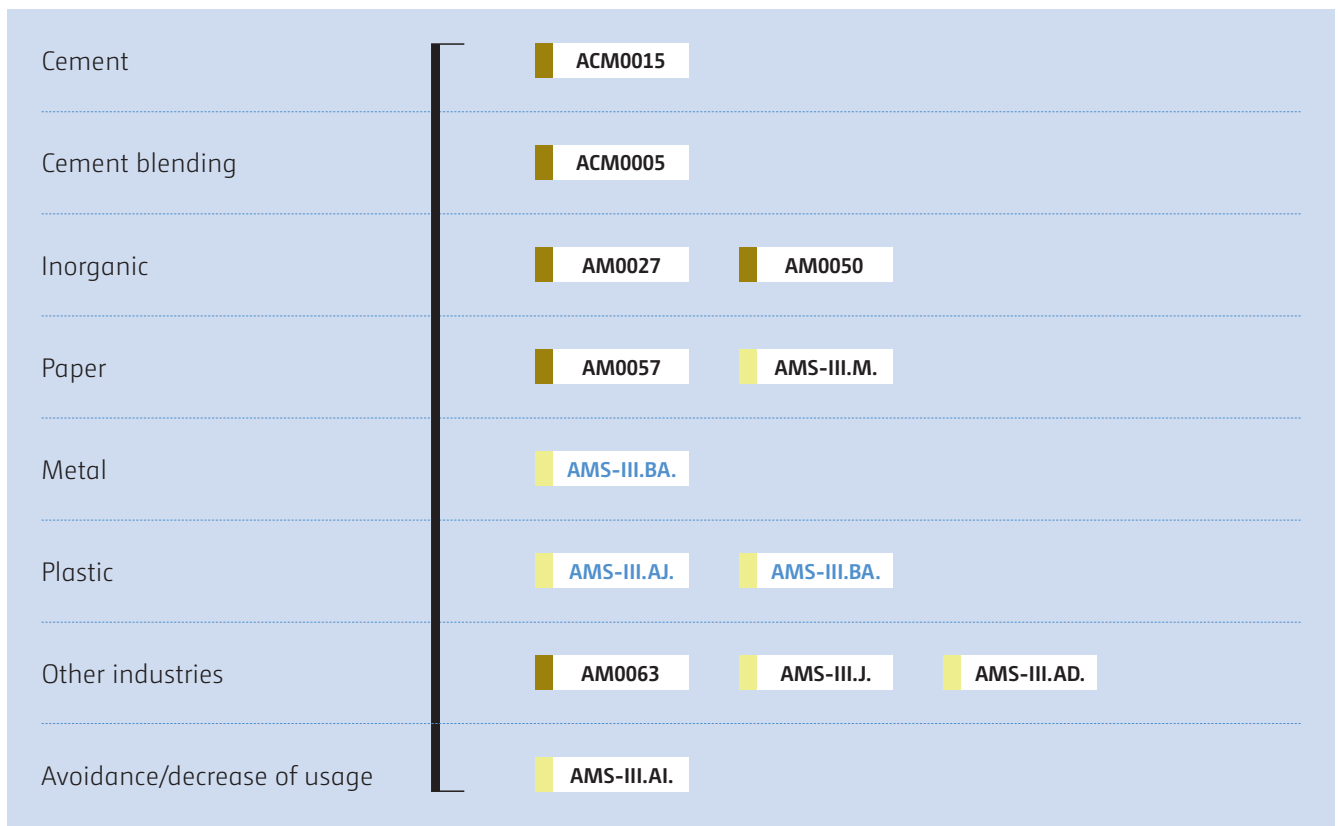 Cement ACM0015
Cement blending ACM0005
Inorganic AM0027 AM0050
Paper AM0057 AMS-III.M.
Metal AMS-III.BA.
Plastic AMS-III.AJ. AMS-III.BA.
Other industries AM0063 AMS-III.J. AMS-III.AD.
Avoidance/decrease of usage AMS-III.AI.